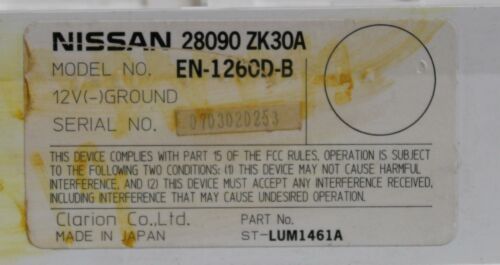 NISSAN 28090 ZK30A
MODEL NO. EN-1260D-B
12V(-)GROUND
SERIAL NO. 0703020253
THIS DEVICE COMPLIES WITH PART 15 OF THE FCC RULES. OPERATION IS SUBJECT
TO THE FOLLOWING TWO CONDITIONS: (1) THIS DEVICE MAY NOT CAUSE HARMFUL
INTERFERENCE, AND (2) THIS DEVICE MUST ACCEPT ANY INTERFERENCE RECEIVED,
INCLUDING INTERFERENCE THAT MAY CAUSE UNDESIRED OPERATION.
Clarion Co.,Ltd. PART No.
MADE IN JAPAN ST-LUM1461A